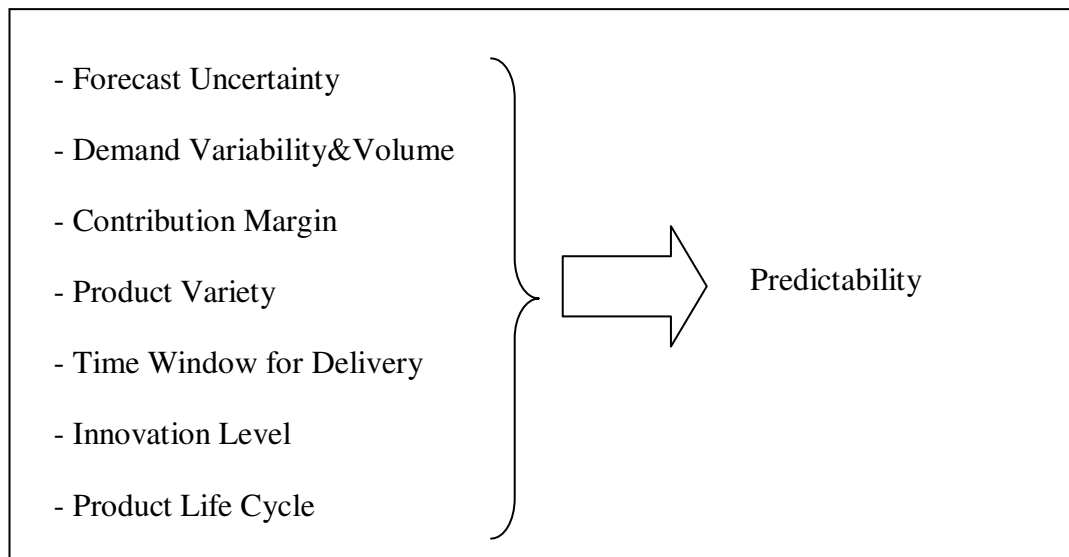 - Forecast Uncertainty
- Demand Variability&Volume
- Contribution Margin
- Product Variety
- Time Window for Delivery
- Innovation Level
- Product Life Cycle
Predictability